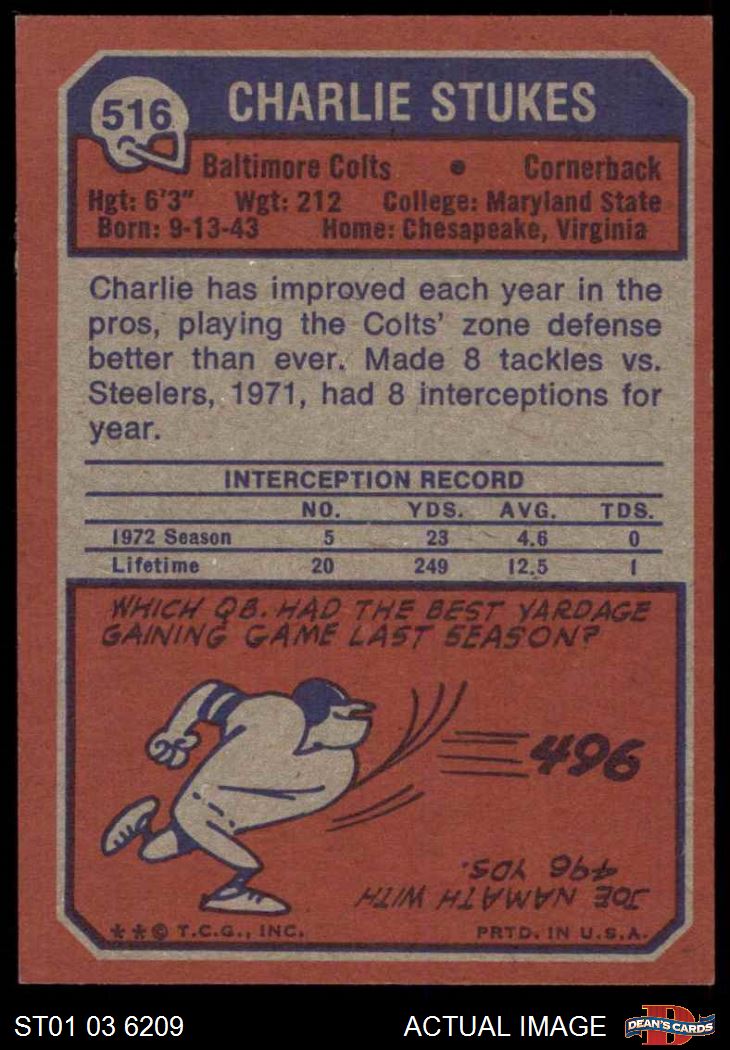 516
CHARLIE STUKES
Baltimore Colts • Cornerback
Hgt: 6'3" Wgt: 212 College: Maryland State
Born: 9-13-43 Home: Chesapeake, Virginia
Charlie has improved each year in the
pros, playing the Colts' zone defense
better than ever. Made 8 tackles vs.
Steelers, 1971, had 8 interceptions for
year.
INTERCEPTION RECORD
NO. YDS. AVG. TDS.
1972 Season 5 23 4.6 0
Lifetime 20 249 12.5 1
WHICH QB. HAD THE BEST YARDAGE
GAINING GAME LAST SEASON?
496
JOE NAMATH WITH
496 YDS.
**© T.C.G., INC. PRTD. IN U.S.A.
ST01 03 6209 ACTUAL IMAGE
D
DEAN'S CARDS